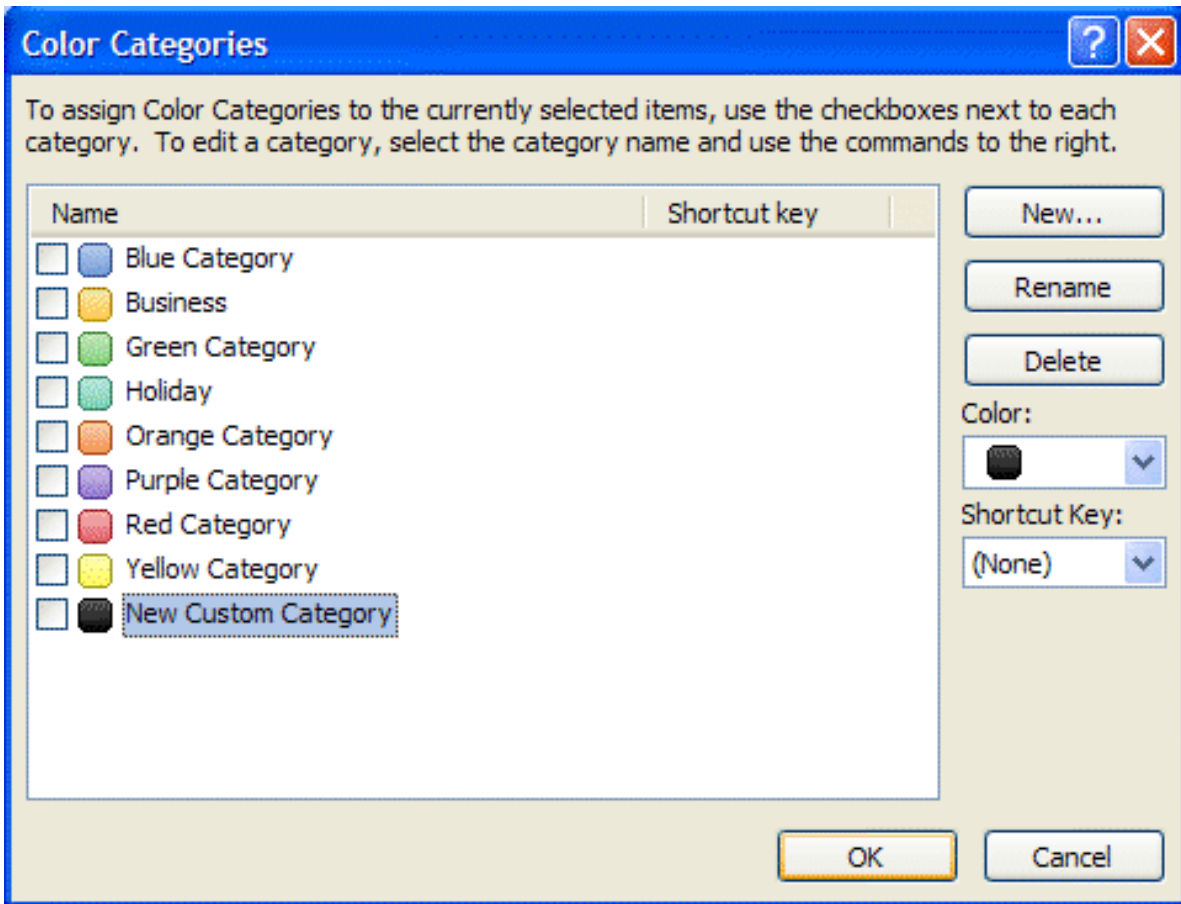 Color Categories
To assign Color Categories to the currently selected items, use the checkboxes next to each
category.  To edit a category, select the category name and use the commands to the right.
Name Shortcut key
Blue Category
Business
Green Category
Holiday
Orange Category
Purple Category
Red Category
Yellow Category
New Custom Category
New...
Rename
Delete
Color:
Shortcut Key:
(None)
OK Cancel